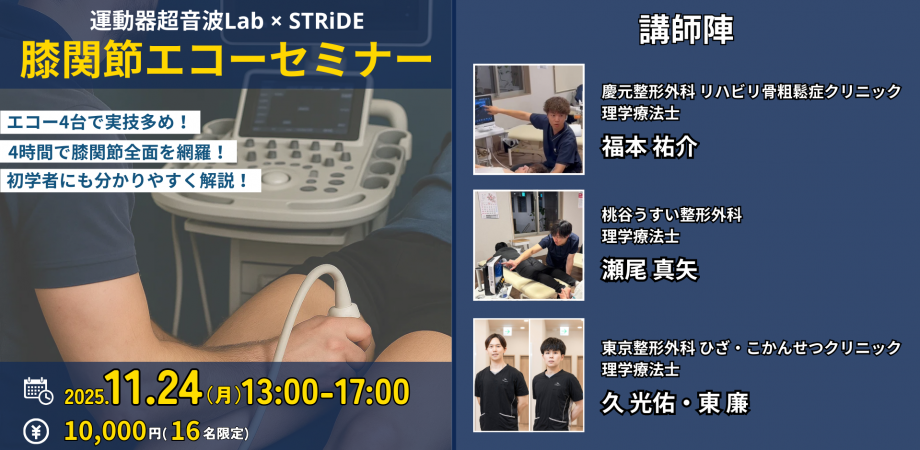 運動器超音波Lab × STRiDE
膝関節エコーセミナー
エコー4台で実技多め！
4時間で膝関節全面を網羅！
初学者にも分かりやすく解説！
2025.11.24（月）13:00-17:00
10,000円(16名限定)
講師陣
慶元整形外科 リハビリ骨粗鬆症クリニック
理学療法士
福本 祐介
桃谷うすい整形外科
理学療法士
瀬尾 真矢
東京整形外科 ひざ・こかんせつクリニック
理学療法士
久 光佑・東 廉